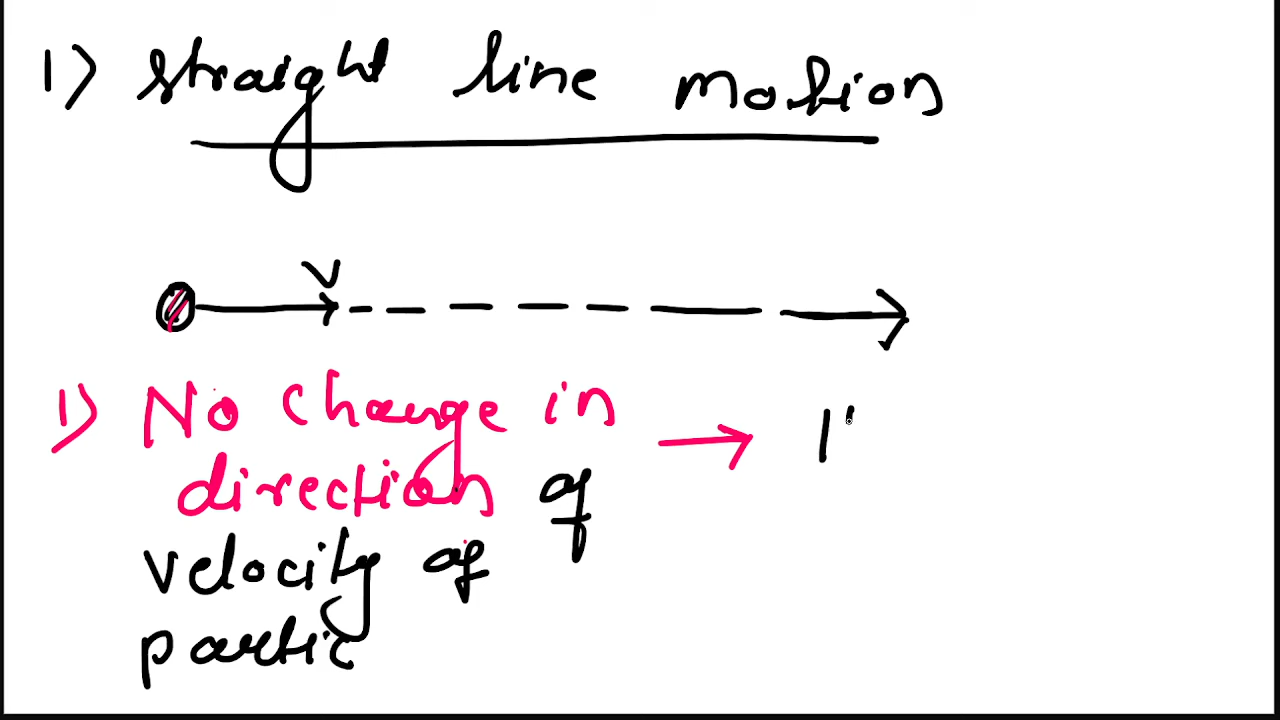 1) straight line motion
V
1) No change in
direction of
velocity of
partic